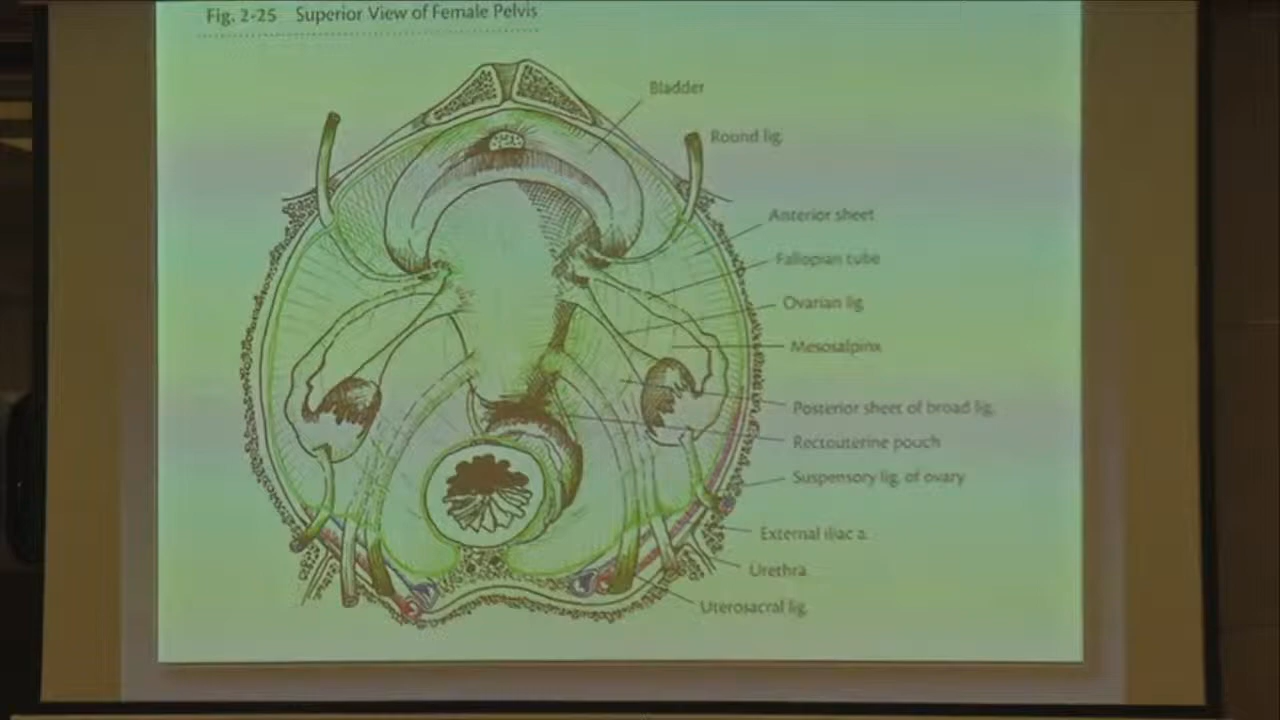 Fig. 2-25 Superior View of Female Pelvis
Bladder
Round lig.
Anterior sheet
Fallopian tube
Ovarian lig.
Mesosalpinx
Posterior sheet of broad lig.
Rectouterine pouch
Suspensory lig. of ovary
External iliac a.
Urethra
Uterosacral lig.